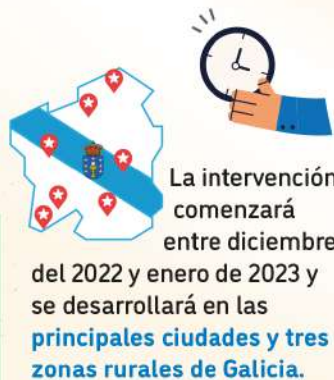 La intervención
comenzará
entre diciembre
del 2022 y enero de 2023 y
se desarrollará en las
principales ciudades y tres
zonas rurales de Galicia.